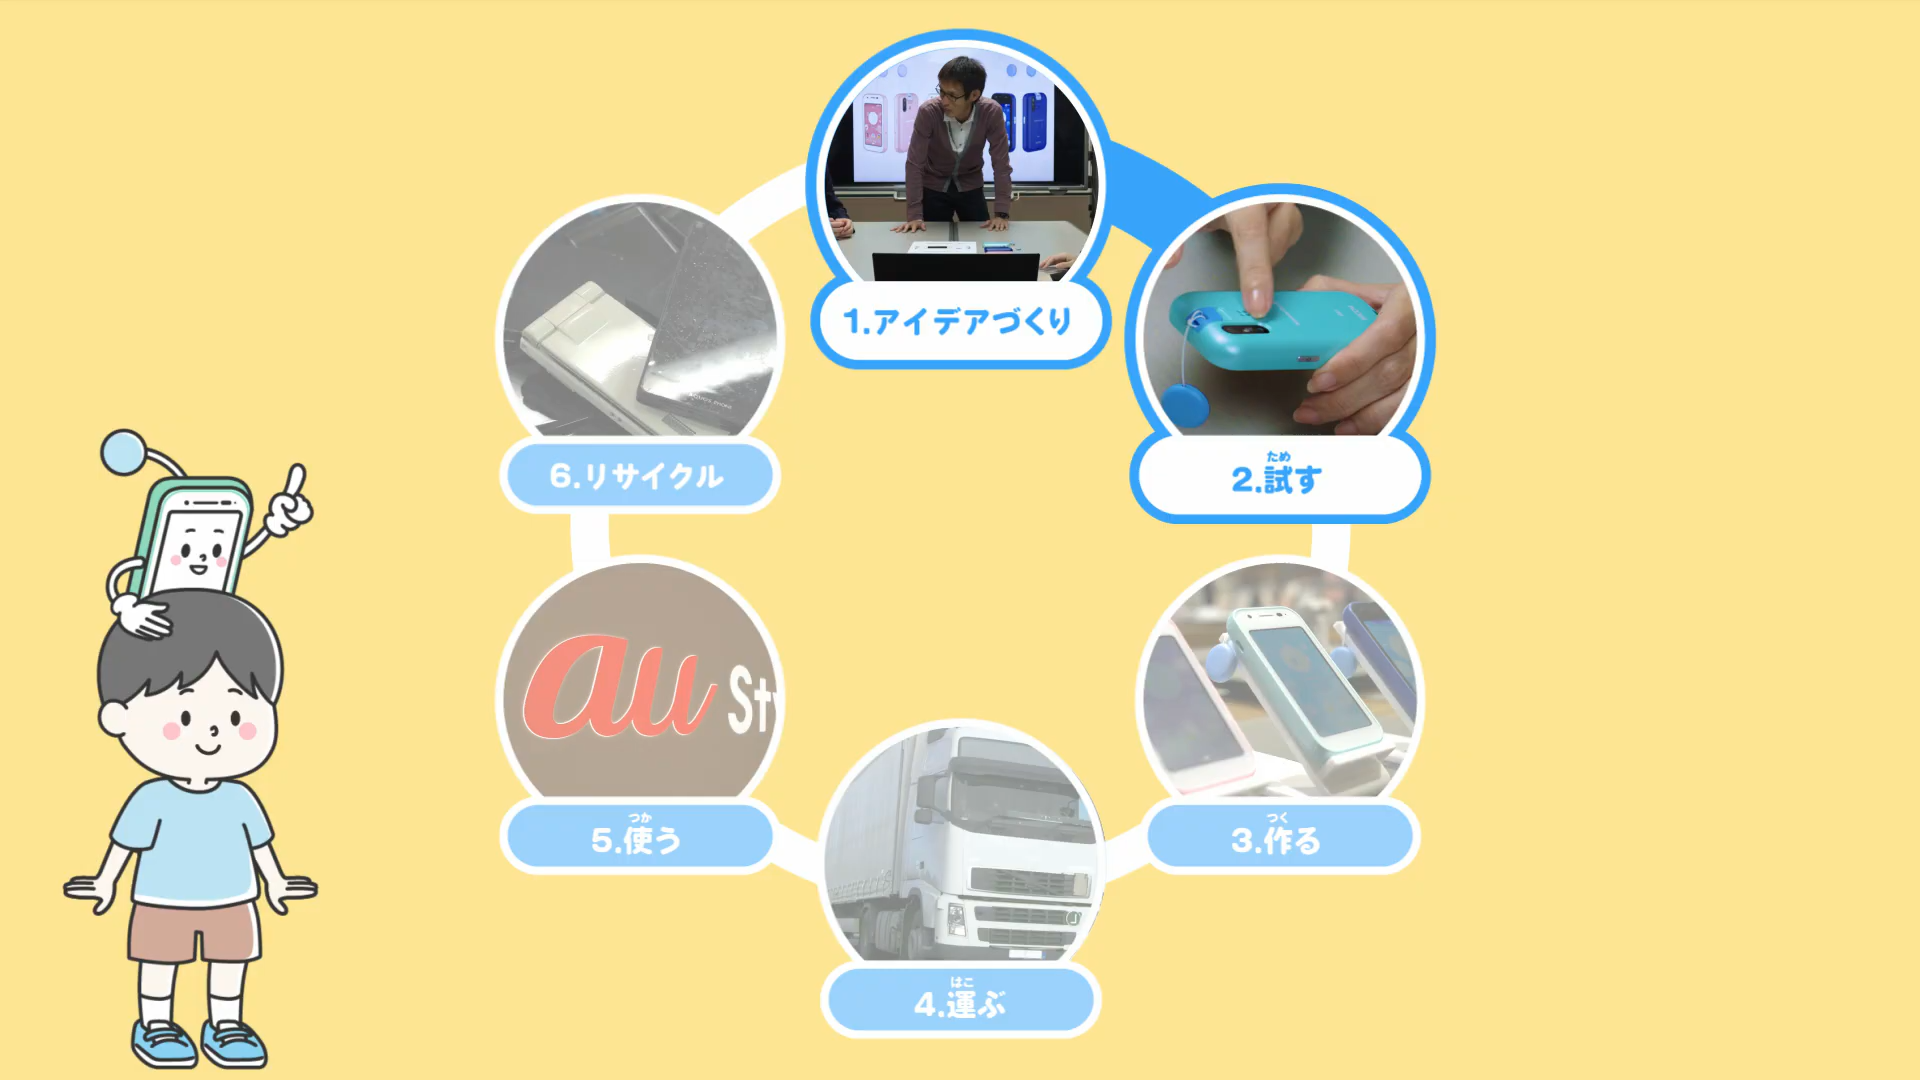 1.アイデアづくり
ため
2.試す
つく
3.作る
はこ
4.運ぶ
つか
5.使う
au St
6.リサイクル